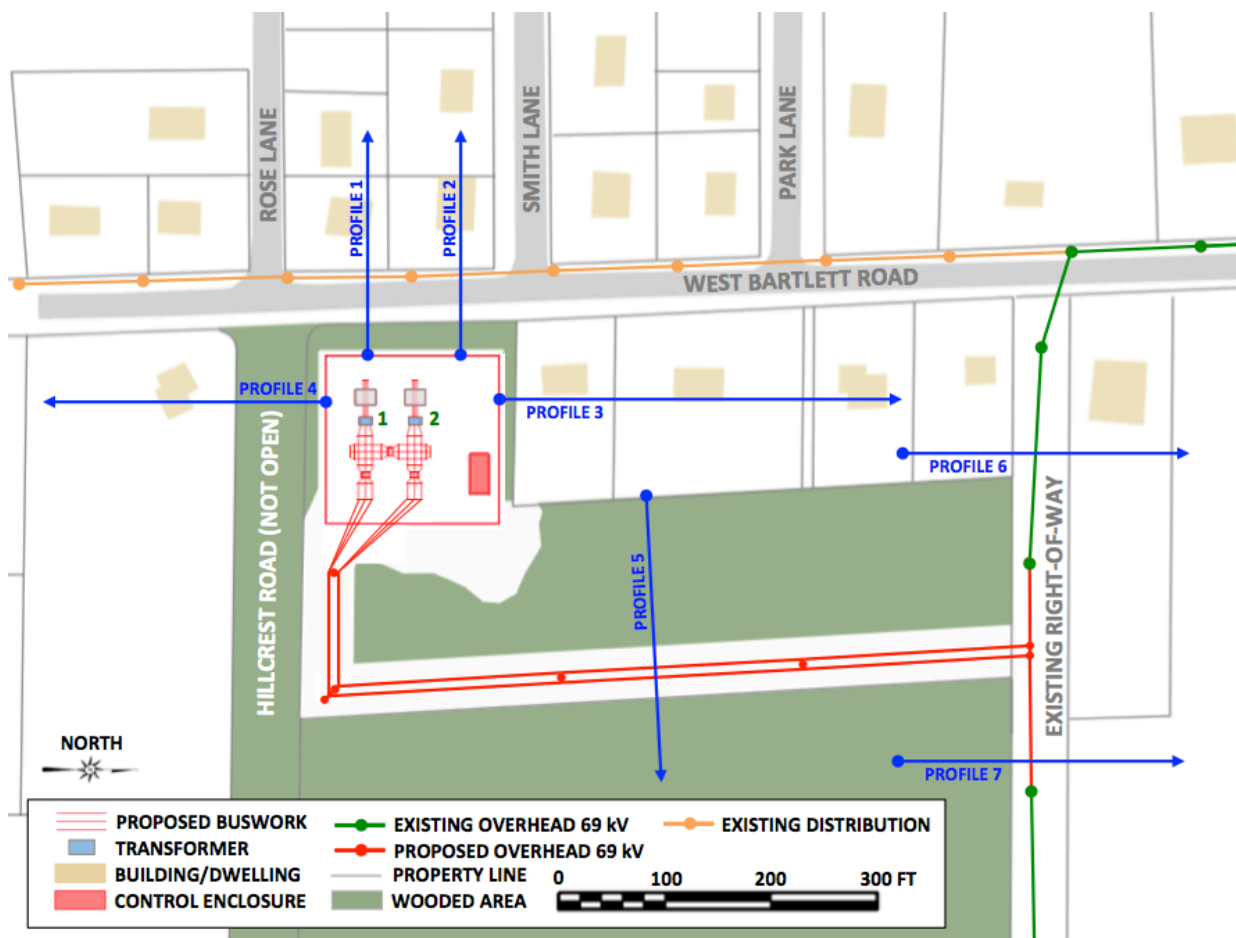 ROSE LANE
SMITH LANE
PARK LANE
PROFILE 1
PROFILE 2
WEST BARTLETT ROAD
PROFILE 4
PROFILE 3
1
2
PROFILE 6
HILLCREST ROAD (NOT OPEN)
PROFILE 5
EXISTING RIGHT-OF-WAY
NORTH
PROFILE 7
PROPOSED BUSWORK
TRANSFORMER
BUILDING/DWELLING
CONTROL ENCLOSURE
EXISTING OVERHEAD 69 kV
PROPOSED OVERHEAD 69 kV
PROPERTY LINE
WOODED AREA
EXISTING DISTRIBUTION
0 100 200 300 FT